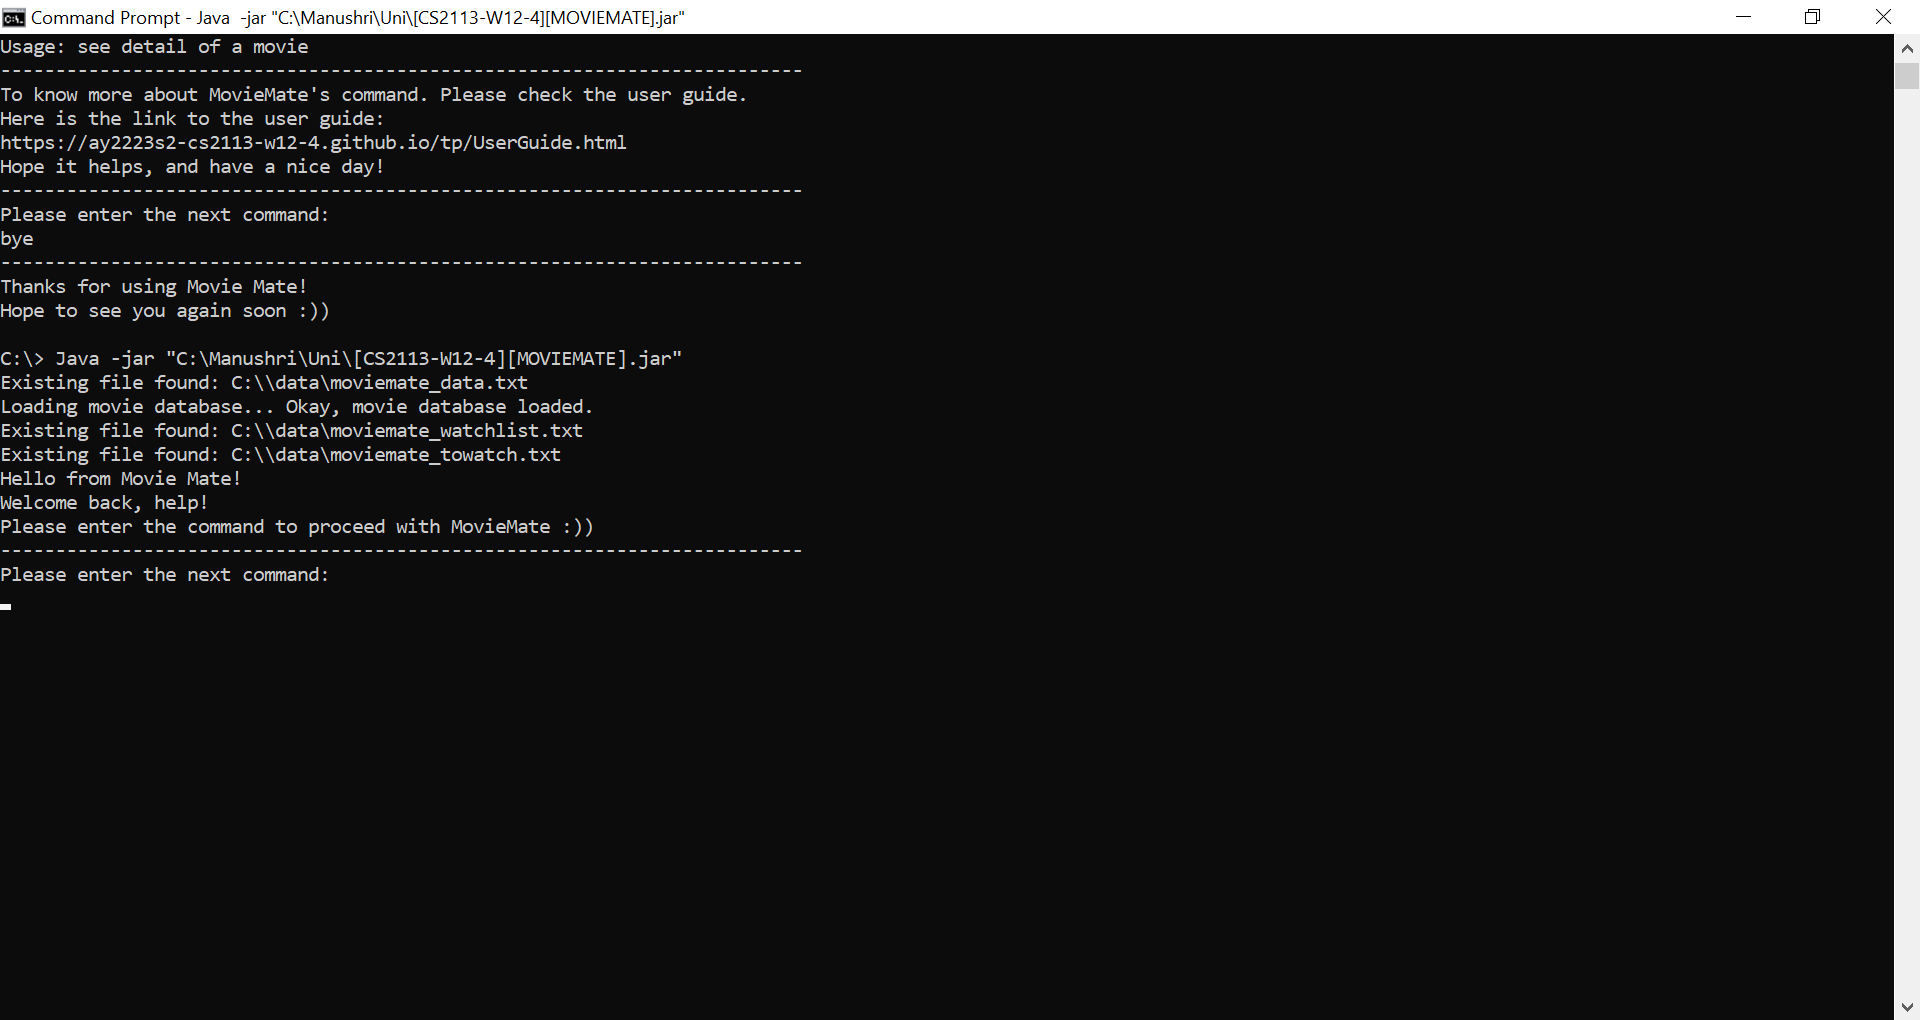 Command Prompt - Java  -jar "C:\Manushri\Uni\[CS2113-W12-4][MOVIEMATE].jar"
Usage: see detail of a movie
-------------------------------------------------------------------------
To know more about MovieMate's command. Please check the user guide.
Here is the link to the user guide:
https://ay2223s2-cs2113-w12-4.github.io/tp/UserGuide.html
Hope it helps, and have a nice day!
-------------------------------------------------------------------------
Please enter the next command:
bye
-------------------------------------------------------------------------
Thanks for using Movie Mate!
Hope to see you again soon :))
C:\> Java -jar "C:\Manushri\Uni\[CS2113-W12-4][MOVIEMATE].jar"
Existing file found: C:\\data\moviemate_data.txt
Loading movie database... Okay, movie database loaded.
Existing file found: C:\\data\moviemate_watchlist.txt
Existing file found: C:\\data\moviemate_towatch.txt
Hello from Movie Mate!
Welcome back, help!
Please enter the command to proceed with MovieMate :))
-------------------------------------------------------------------------
Please enter the next command: